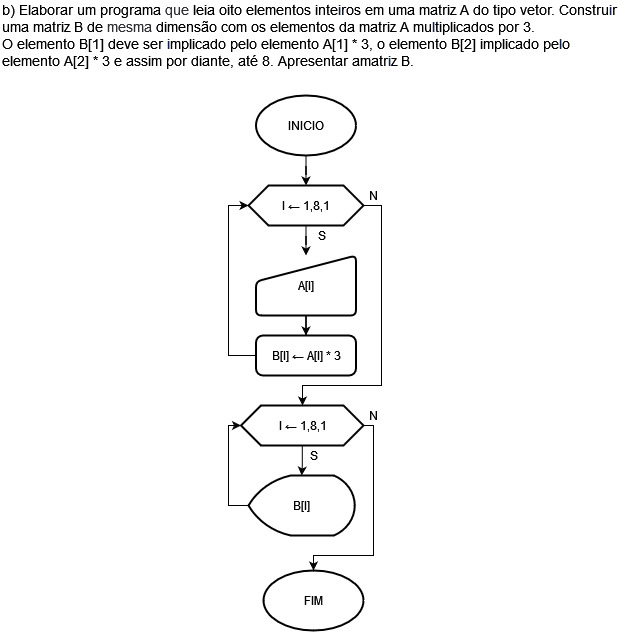 b) Elaborar um programa que leia oito elementos inteiros em uma matriz A do tipo vetor. Construir
uma matriz B de mesma dimensão com os elementos da matriz A multiplicados por 3.
O elemento B[1] deve ser implicado pelo elemento A[1] * 3, o elemento B[2] implicado pelo
elemento A[2] * 3 e assim por diante, até 8. Apresentar amatriz B.
INICIO
I ← 1,8,1
N
S
A[I]
B[I] ← A[I] * 3
I ← 1,8,1
N
S
B[I]
FIM